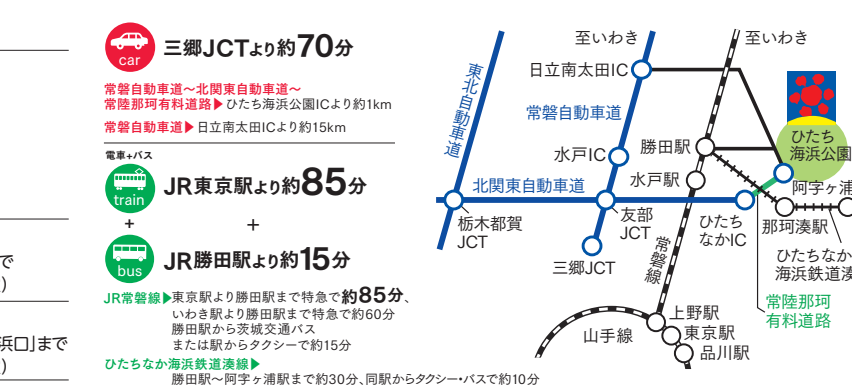 で
)
浜口」まで
)
car
三郷JCTより約70分
常磐自動車道〜北関東自動車道〜
常陸那珂有料道路▶ひたち海浜公園ICより約1km
常磐自動車道▶日立南太田ICより約15km
電車+バス
train
JR東京駅より約85分
+ +
bus
JR勝田駅より約15分
JR常磐線▶東京駅より勝田駅まで特急で約85分、
いわき駅より勝田駅まで特急で約60分
勝田駅から茨城交通バス
または駅からタクシーで約15分
ひたちなか海浜鉄道湊線▶
勝田駅〜阿字ヶ浦駅まで約30分、同駅からタクシー・バスで約10分
至いわき
至いわき
日立南太田IC
東北自動車道
常磐自動車道
水戸IC
勝田駅
ひたち
海浜公園
水戸駅
北関東自動車道
阿字ヶ浦
栃木都賀
JCT
友部
JCT
ひたち
なかIC
那珂湊駅
三郷JCT
常磐線
ひたちなか
海浜鉄道湊
常陸那珂
有料道路
上野駅
山手線
東京駅
品川駅